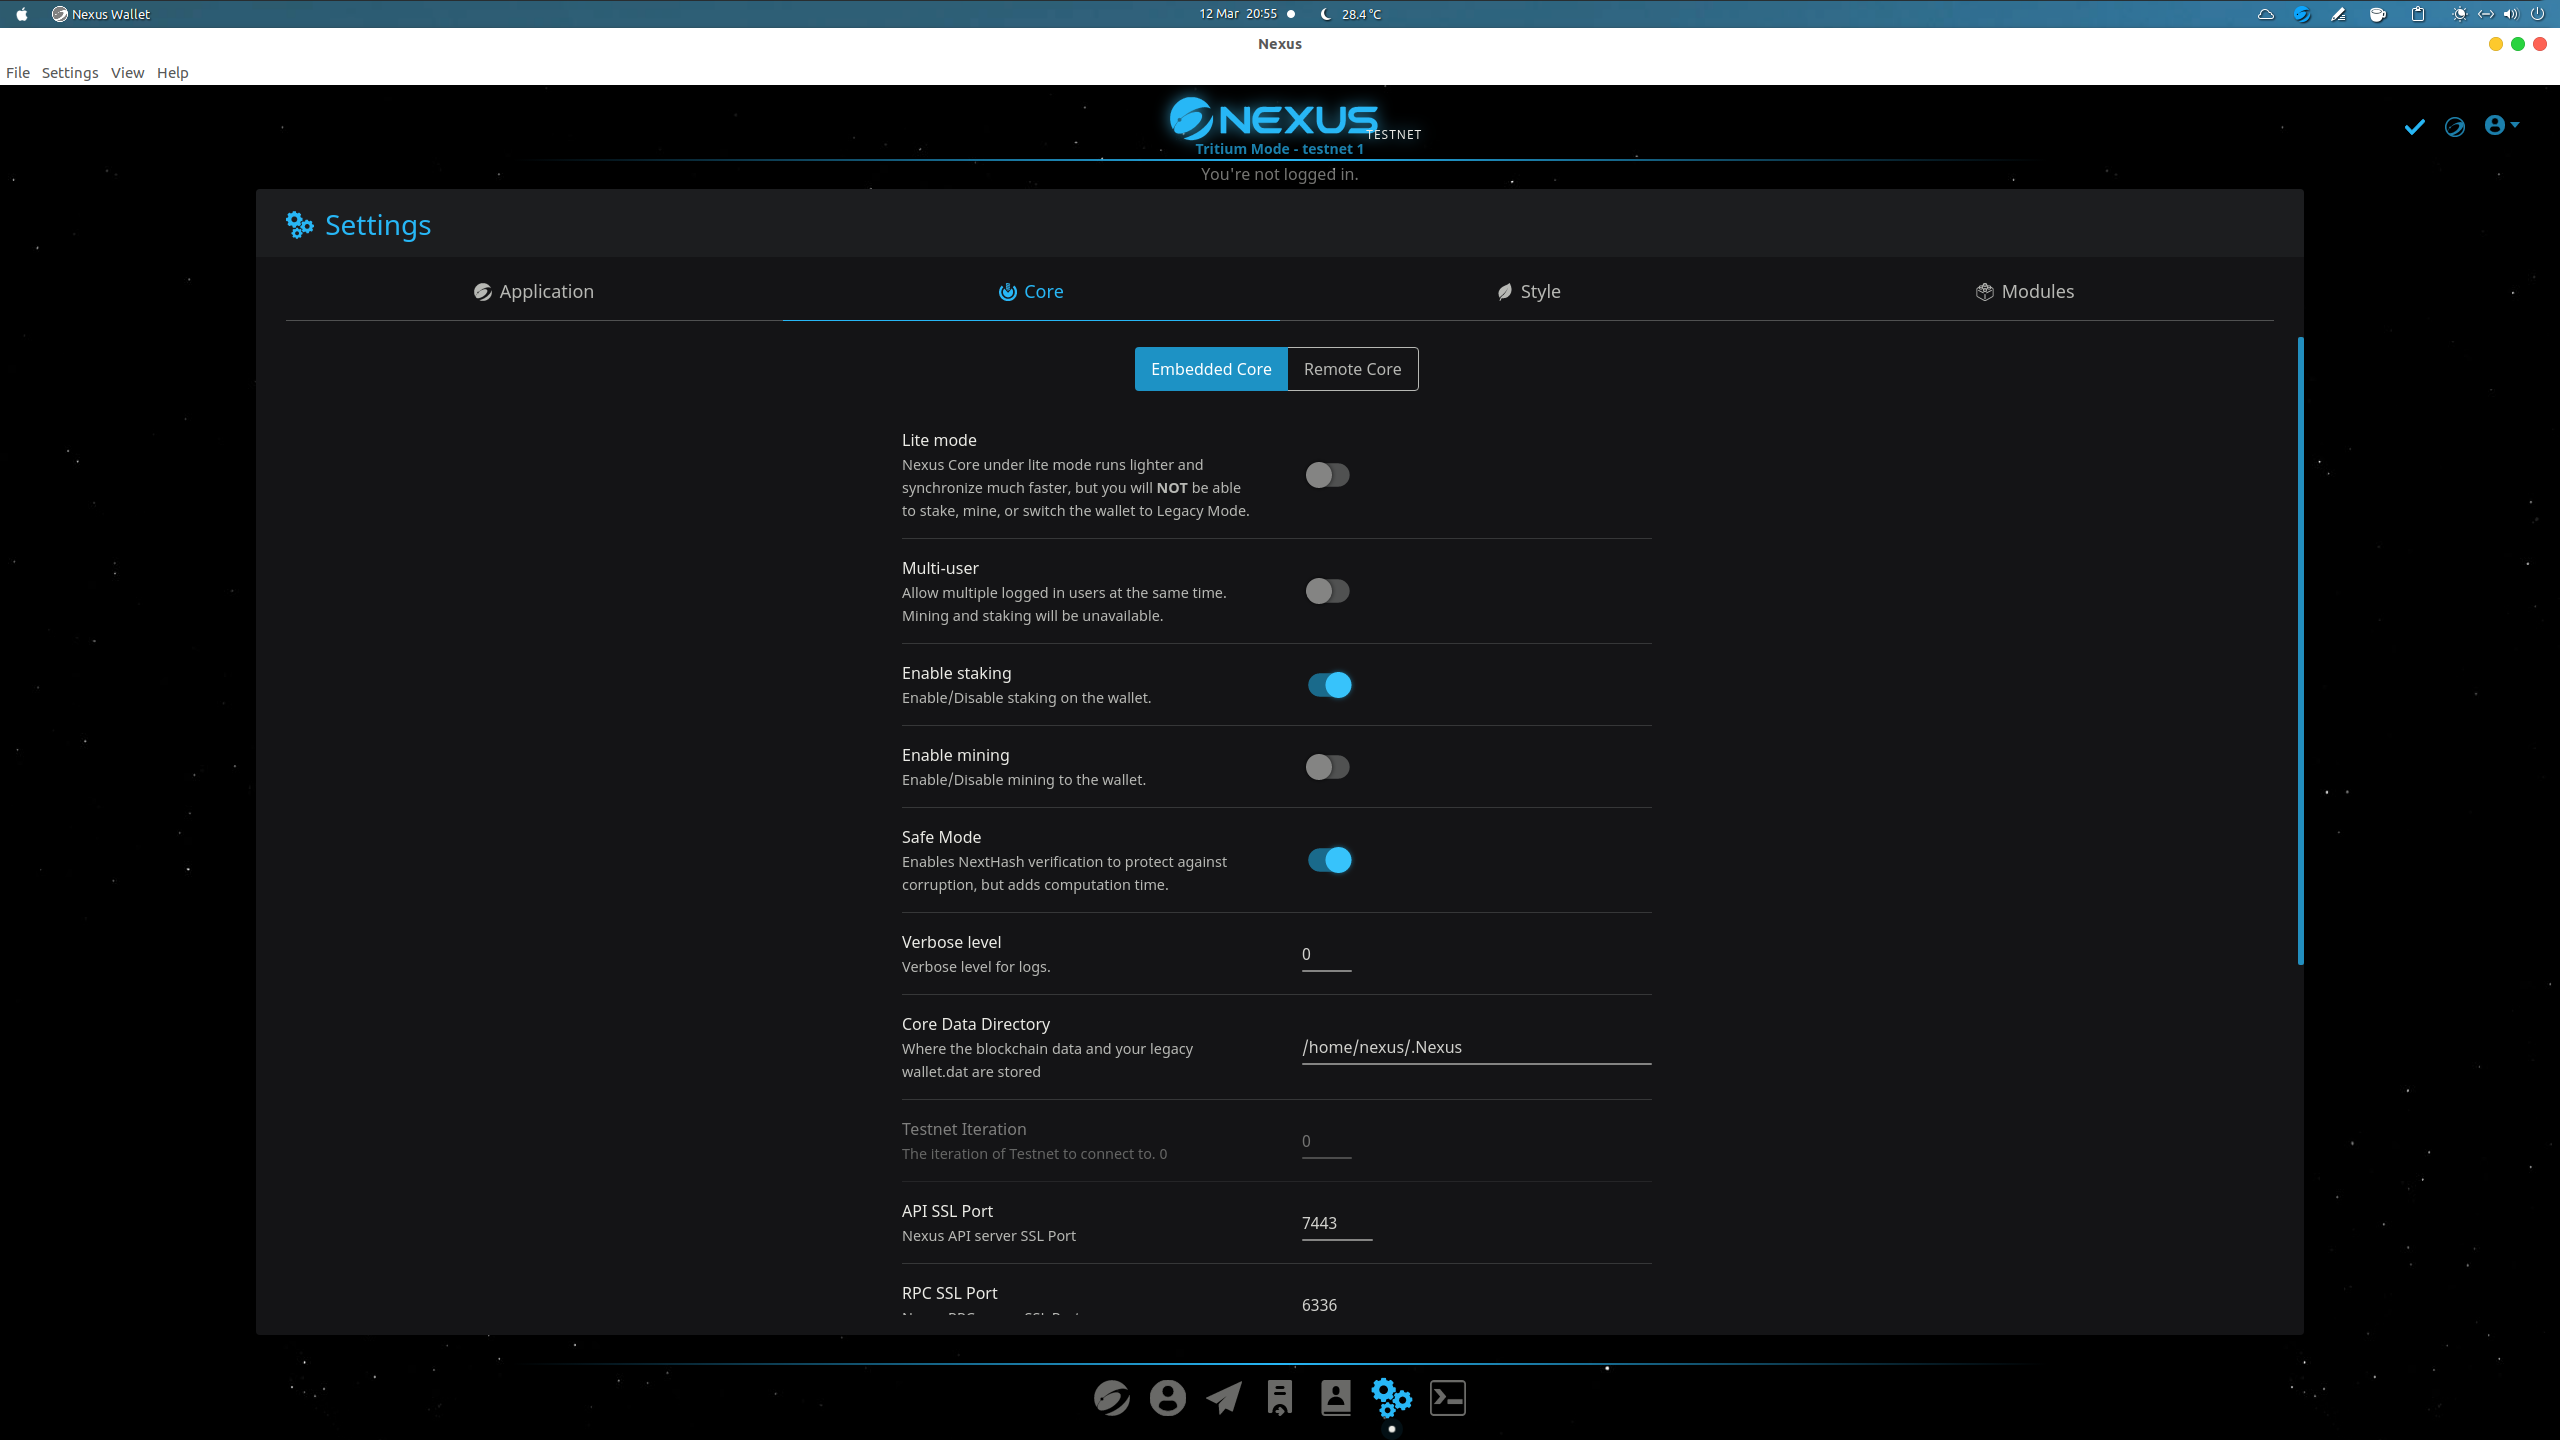 Nexus Wallet
12 Mar 20:55
28.4 °C
Nexus
File Settings View Help
NEXUS
TESTNET
Tritium Mode - testnet 1
You're not logged in.
Settings
Application
Core
Style
Modules
Embedded Core
Remote Core
Lite mode
Nexus Core under lite mode runs lighter and
synchronize much faster, but you will NOT be able
to stake, mine, or switch the wallet to Legacy Mode.
Multi-user
Allow multiple logged in users at the same time.
Mining and staking will be unavailable.
Enable staking
Enable/Disable staking on the wallet.
Enable mining
Enable/Disable mining to the wallet.
Safe Mode
Enables NextHash verification to protect against
corruption, but adds computation time.
Verbose level
Verbose level for logs.
0
Core Data Directory
Where the blockchain data and your legacy
wallet.dat are stored
/home/nexus/.Nexus
Testnet Iteration
The iteration of Testnet to connect to. 0
0
API SSL Port
Nexus API server SSL Port
7443
RPC SSL Port
6336